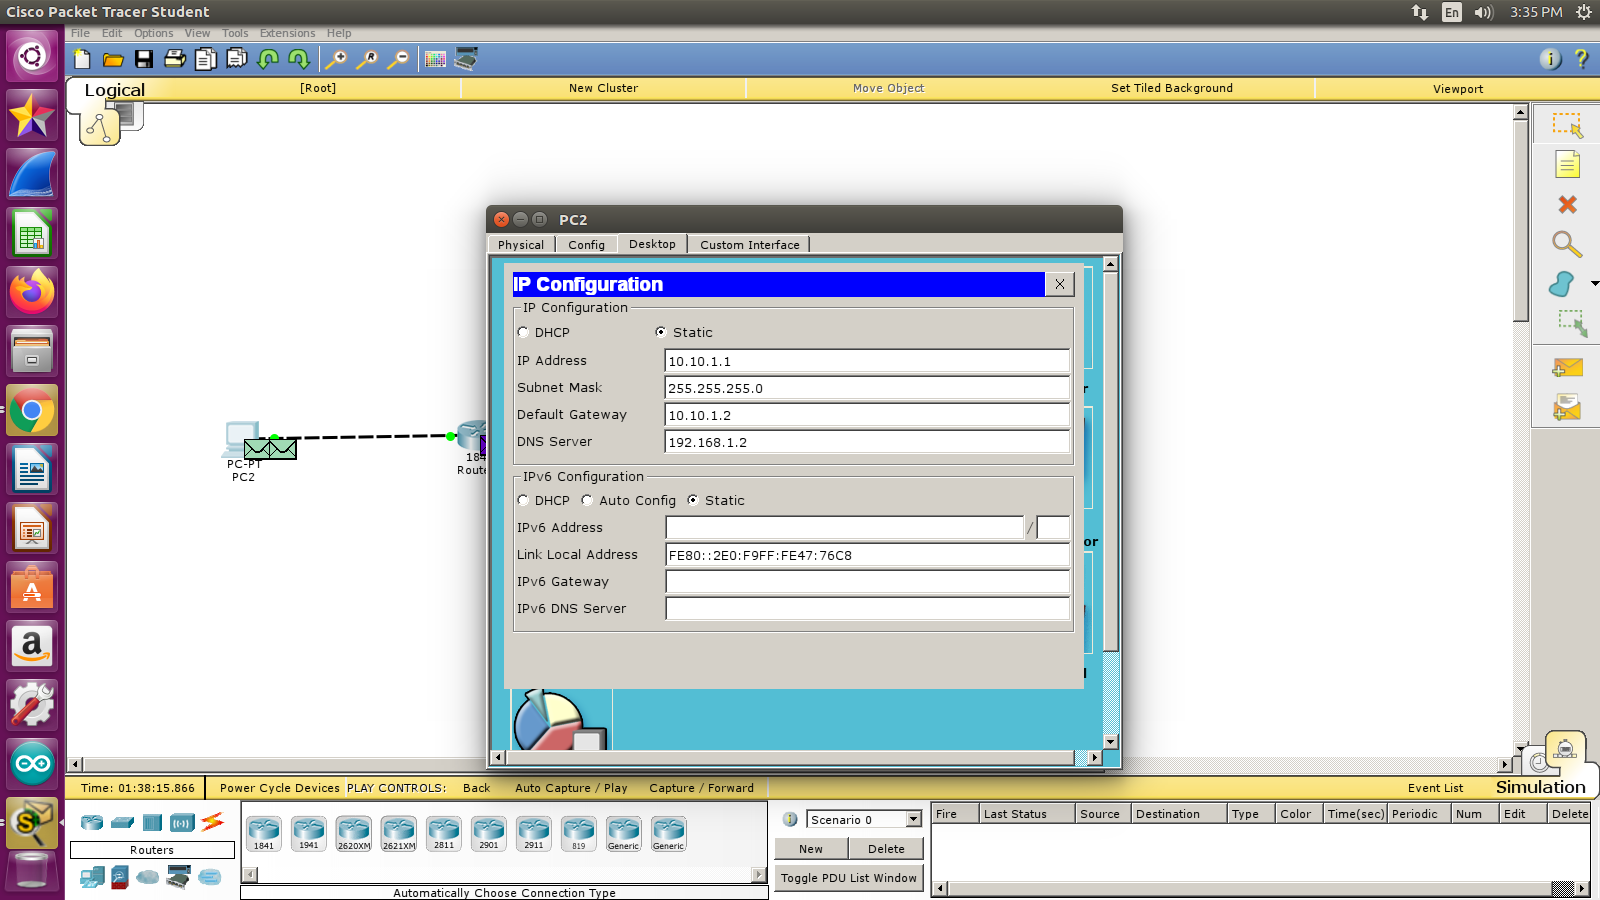 Cisco Packet Tracer Student
En
3:35 PM
File Edit Options View Tools Extensions Help
Logical
[Root]
New Cluster
Move Object
Set Tiled Background
Viewport
PC2
Physical Config Desktop Custom Interface
IP Configuration
X
IP Configuration
DHCP Static
IP Address 10.10.1.1
Subnet Mask 255.255.255.0
Default Gateway 10.10.1.2
DNS Server 192.168.1.2
IPv6 Configuration
DHCP Auto Config Static
IPv6 Address /
Link Local Address FE80::2E0:F9FF:FE47:76C8
IPv6 Gateway
IPv6 DNS Server
PC-PT
PC2
184
Route
r
or
Time: 01:38:15.866
Power Cycle Devices PLAY CONTROLS: Back Auto Capture / Play Capture / Forward
Event List
Simulation
Routers
1841 1941 2620XM 2621XM 2811 2901 2911 819 Generic Generic
Automatically Choose Connection Type
Scenario 0
New Delete
Toggle PDU List Window
Fire Last Status Source Destination Type Color Time(sec) Periodic Num Edit Delete